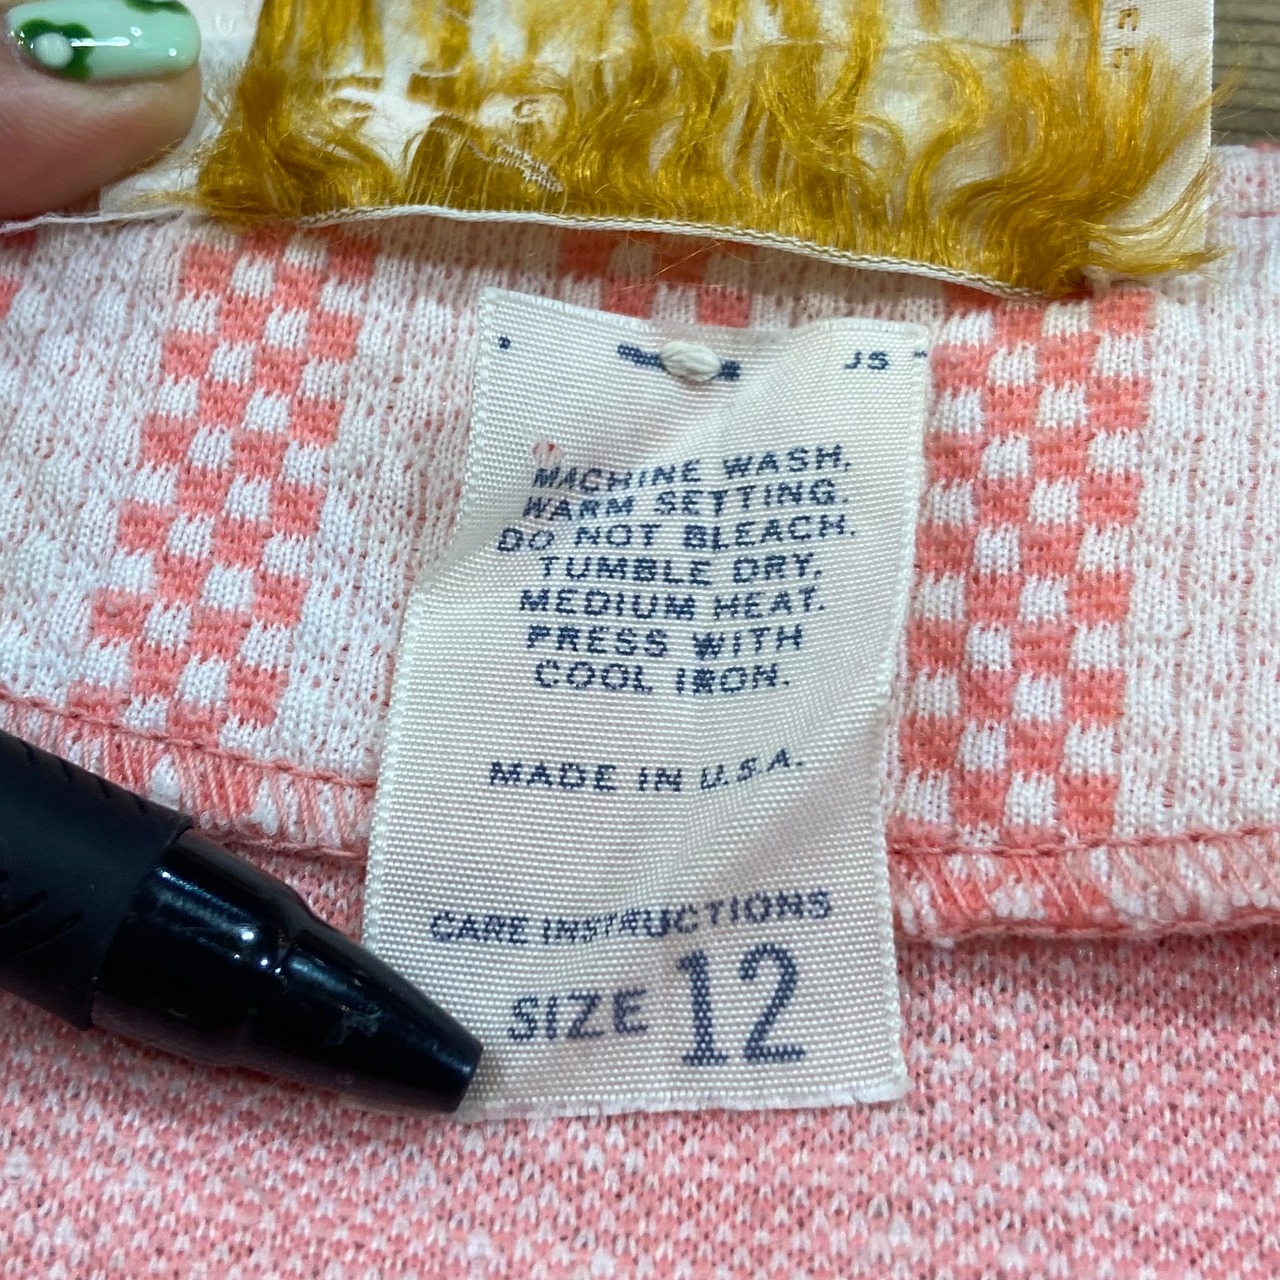 JS
MACHINE WASH,
WARM SETTING.
DO NOT BLEACH.
TUMBLE DRY,
MEDIUM HEAT.
PRESS WITH
COOL IRON.
MADE IN U.S.A.
CARE INSTRUCTIONS
SIZE 12